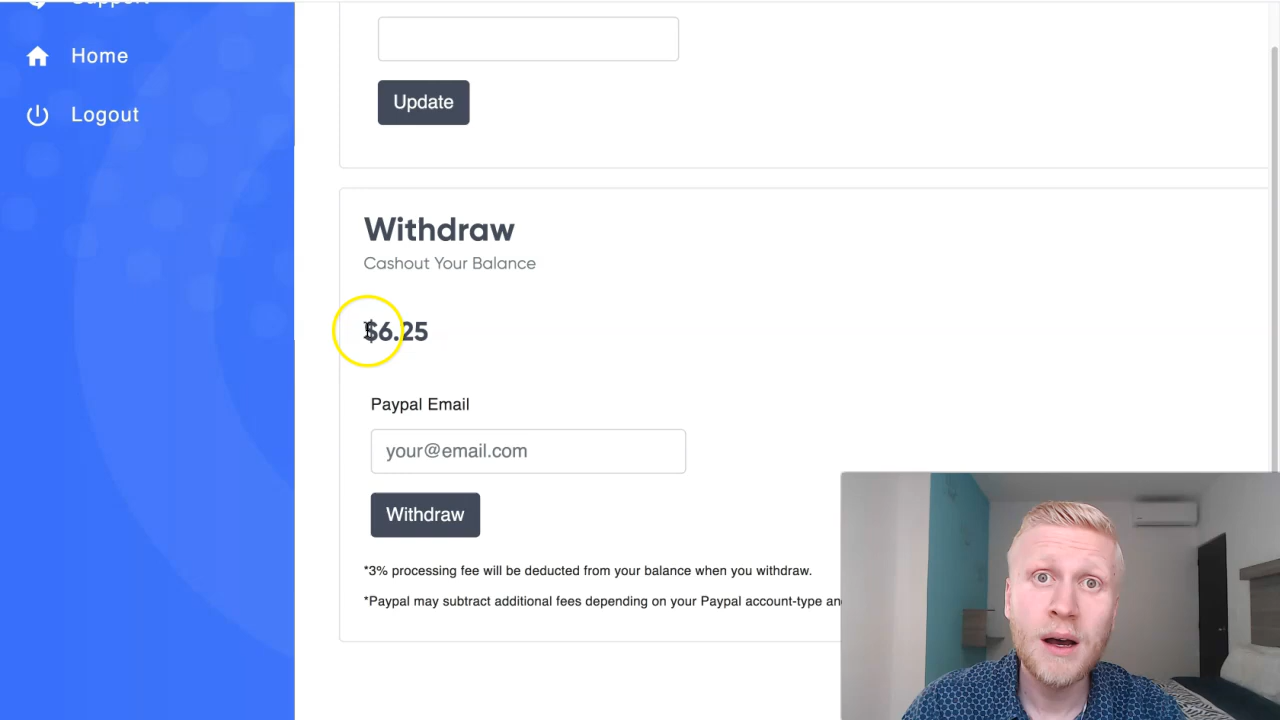 Support
Home
Logout
Update
Withdraw
Cashout Your Balance
$6.25
Paypal Email
your@email.com
Withdraw
*3% processing fee will be deducted from your balance when you withdraw.
*Paypal may subtract additional fees depending on your Paypal account-type an